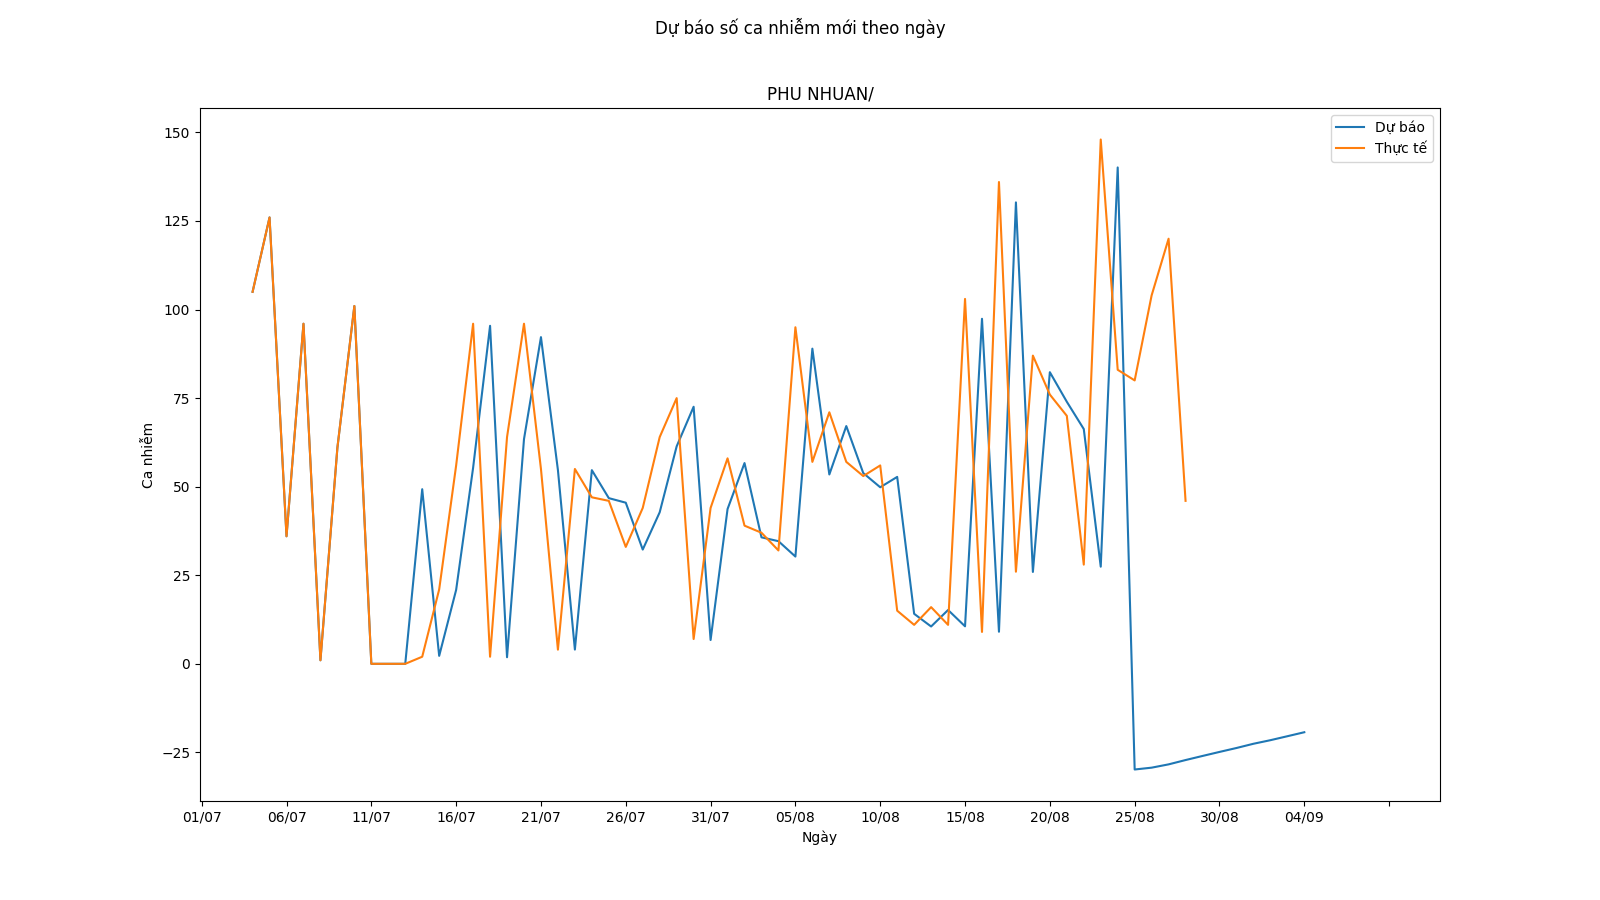 Dự báo số ca nhiễm mới theo ngày
PHU NHUAN/
Dự báo
Thực tế
150
125
100
75
50
25
0
−25
Ca nhiễm
01/07 06/07 11/07 16/07 21/07 26/07 31/07 05/08 10/08 15/08 20/08 25/08 30/08 04/09
Ngày